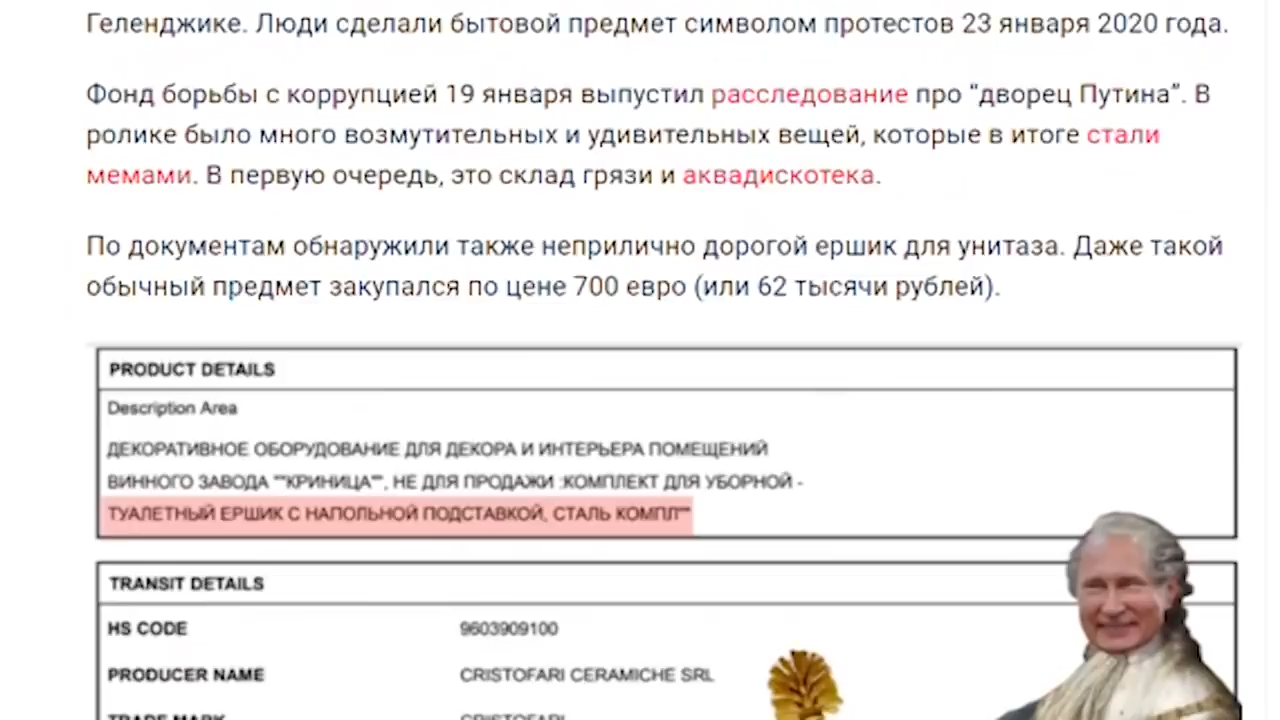 Геленджике. Люди сделали бытовой предмет символом протестов 23 января 2020 года.
Фонд борьбы с коррупцией 19 января выпустил расследование про “дворец Путина”. В
ролике было много возмутительных и удивительных вещей, которые в итоге стали
мемами. В первую очередь, это склад грязи и аквадискотека.
По документам обнаружили также неприлично дорогой ершик для унитаза. Даже такой
обычный предмет закупался по цене 700 евро (или 62 тысячи рублей).
PRODUCT DETAILS
Description Area
ДЕКОРАТИВНОЕ ОБОРУДОВАНИЕ ДЛЯ ДЕКОРА И ИНТЕРЬЕРА ПОМЕЩЕНИЙ
ВИННОГО ЗАВОДА ""КРИНИЦА"", НЕ ДЛЯ ПРОДАЖИ :КОМПЛЕКТ ДЛЯ УБОРНОЙ -
ТУАЛЕТНЫЙ ЕРШИК С НАПОЛЬНОЙ ПОДСТАВКОЙ, СТАЛЬ КОМПЛ""
TRANSIT DETAILS
HS CODE 9603909100
PRODUCER NAME CRISTOFARI CERAMICHE SRL
TRADE MARK CRISTOFARI